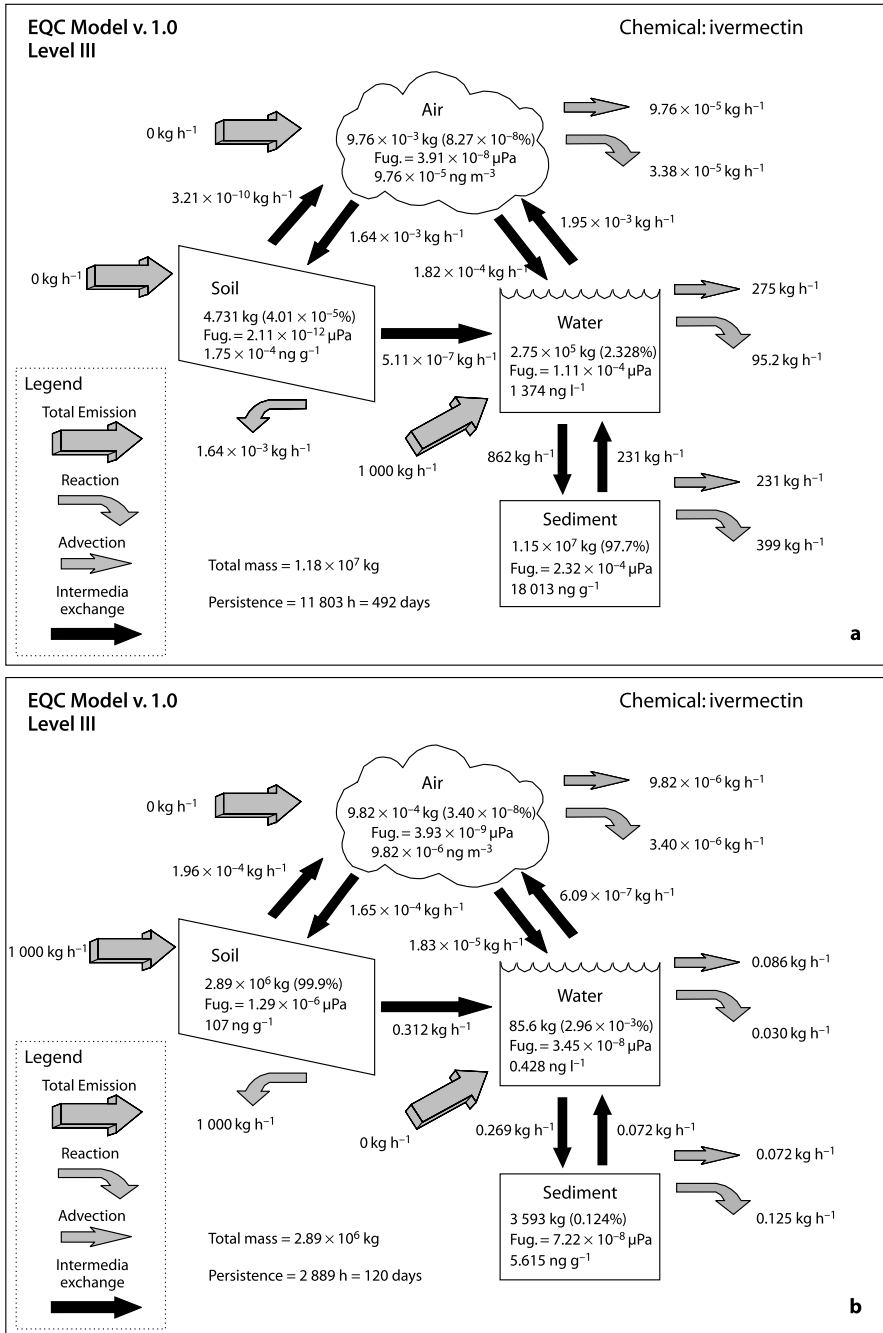 EQC Model v. 1.0
Level III
Chemical: ivermectin
Air
9.76 × 10⁻³ kg (8.27 × 10⁻⁸%)
Fug. = 3.91 × 10⁻⁸ µPa
9.76 × 10⁻⁵ ng m⁻³
0 kg h⁻¹
9.76 × 10⁻⁵ kg h⁻¹
3.38 × 10⁻⁵ kg h⁻¹
3.21 × 10⁻¹⁰ kg h⁻¹
1.64 × 10⁻³ kg h⁻¹
1.95 × 10⁻³ kg h⁻¹
1.82 × 10⁻⁴ kg h⁻¹
0 kg h⁻¹
Soil
4.731 kg (4.01 × 10⁻⁵%)
Fug. = 2.11 × 10⁻¹² µPa
1.75 × 10⁻⁴ ng g⁻¹
5.11 × 10⁻⁷ kg h⁻¹
Water
2.75 × 10⁵ kg (2.328%)
Fug. = 1.11 × 10⁻⁴ µPa
1 374 ng l⁻¹
275 kg h⁻¹
95.2 kg h⁻¹
1.64 × 10⁻³ kg h⁻¹
1 000 kg h⁻¹
862 kg h⁻¹
231 kg h⁻¹
Sediment
1.15 × 10⁷ kg (97.7%)
Fug. = 2.32 × 10⁻⁴ µPa
18 013 ng g⁻¹
231 kg h⁻¹
399 kg h⁻¹
Legend
Total Emission
Reaction
Advection
Intermedia
exchange
Total mass = 1.18 × 10⁷ kg
Persistence = 11 803 h = 492 days
a
EQC Model v. 1.0
Level III
Chemical: ivermectin
Air
9.82 × 10⁻⁴ kg (3.40 × 10⁻⁸%)
Fug. = 3.93 × 10⁻⁹ µPa
9.82 × 10⁻⁶ ng m⁻³
0 kg h⁻¹
9.82 × 10⁻⁶ kg h⁻¹
3.40 × 10⁻⁶ kg h⁻¹
1.96 × 10⁻⁴ kg h⁻¹
1.65 × 10⁻⁴ kg h⁻¹
6.09 × 10⁻⁷ kg h⁻¹
1.83 × 10⁻⁵ kg h⁻¹
1 000 kg h⁻¹
Soil
2.89 × 10⁶ kg (99.9%)
Fug. = 1.29 × 10⁻⁶ µPa
107 ng g⁻¹
0.312 kg h⁻¹
Water
85.6 kg (2.96 × 10⁻³%)
Fug. = 3.45 × 10⁻⁸ µPa
0.428 ng l⁻¹
0.086 kg h⁻¹
0.030 kg h⁻¹
1 000 kg h⁻¹
0 kg h⁻¹
0.269 kg h⁻¹
0.072 kg h⁻¹
Sediment
3 593 kg (0.124%)
Fug. = 7.22 × 10⁻⁸ µPa
5.615 ng g⁻¹
0.072 kg h⁻¹
0.125 kg h⁻¹
Legend
Total Emission
Reaction
Advection
Intermedia
exchange
Total mass = 2.89 × 10⁶ kg
Persistence = 2 889 h = 120 days
b